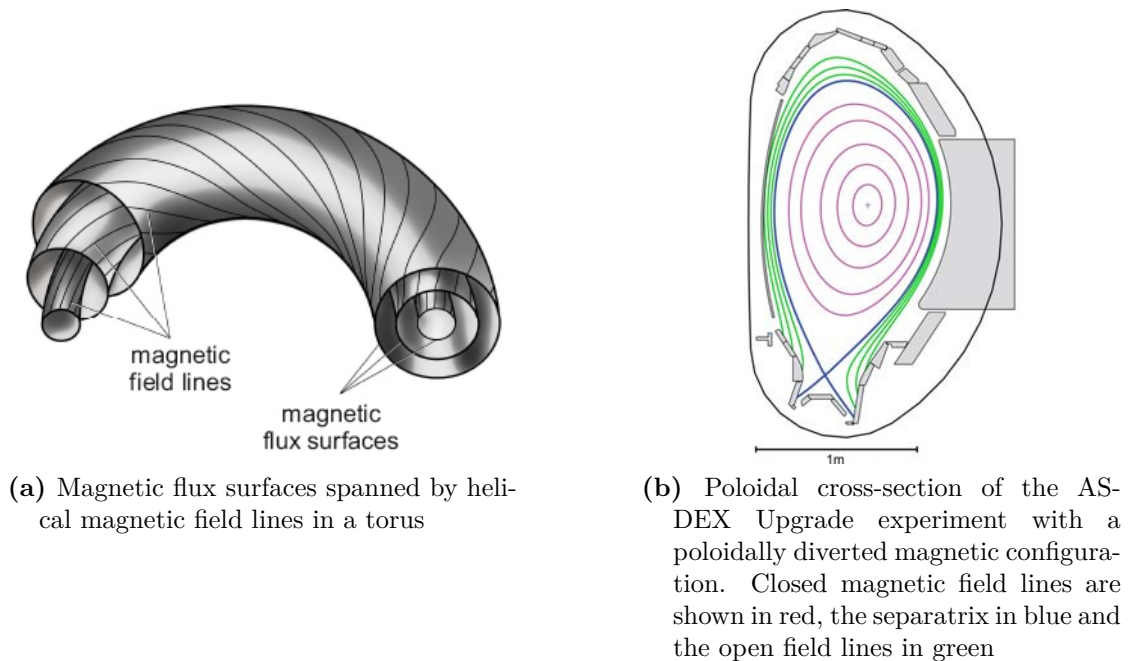 magnetic
field lines
magnetic
flux surfaces
1m
(a) Magnetic flux surfaces spanned by heli-
cal magnetic field lines in a torus
(b) Poloidal cross-section of the AS-
DEX Upgrade experiment with a
poloidally diverted magnetic configura-
tion. Closed magnetic field lines are
shown in red, the separatrix in blue and
the open field lines in green